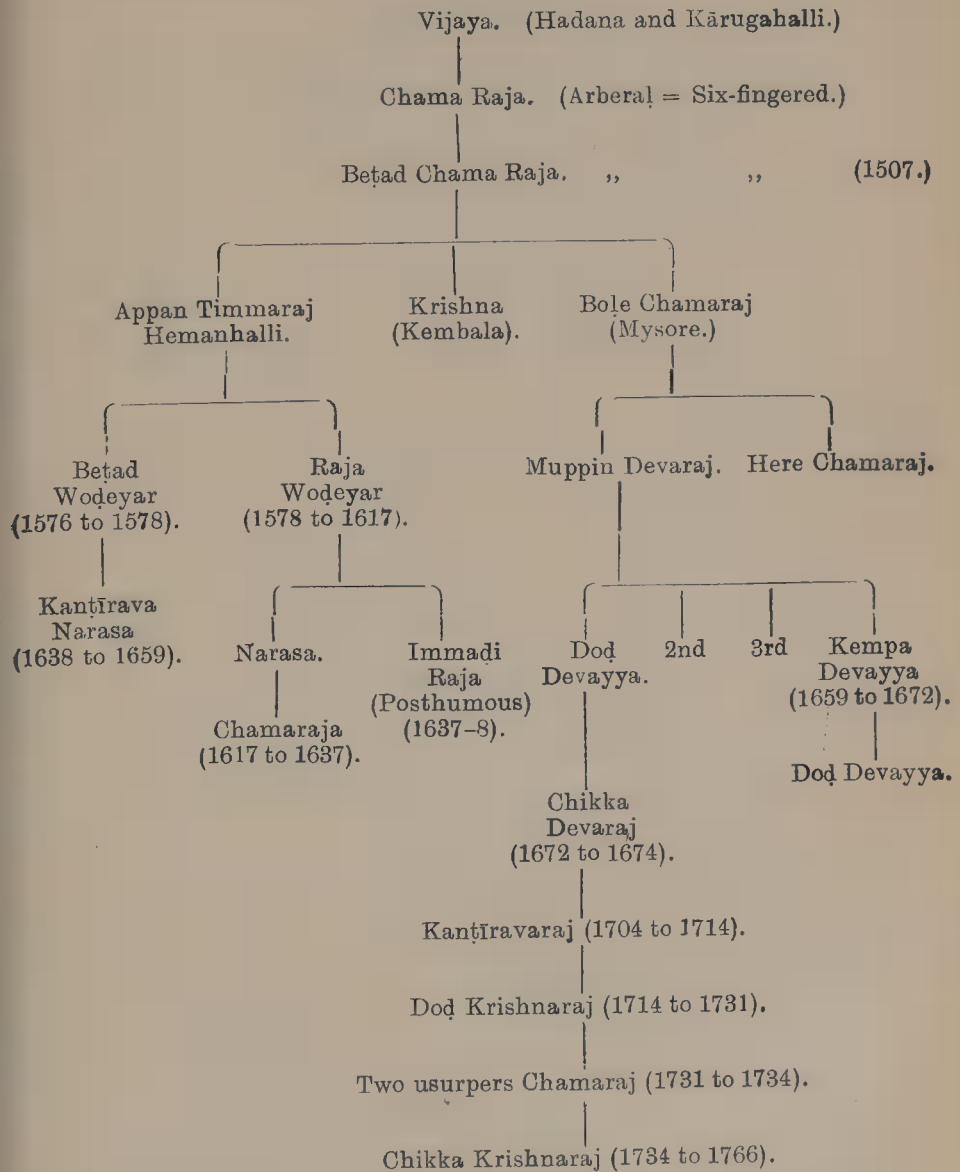 Vijaya. (Hadana and Kārugahalli.)
Chama Raja. (Arberaḷ = Six-fingered.)
Beṭad Chama Raja. ,, ,, (1507.)
Appan Timmaraj
Hemanhalli.
Krishna
(Kembala).
Boḷe Chamaraj
(Mysore.)
Beṭad
Woḍeyar
(1576 to 1578).
Raja
Woḍeyar
(1578 to 1617).
Muppin Devaraj.
Here Chamaraj.
Kanṭīrava
Narasa
(1638 to 1659).
Narasa.
Immaḍi
Raja
(Posthumous)
(1637–8).
Doḍ
Devayya.
2nd
3rd
Kempa
Devayya
(1659 to 1672).
Chamaraja
(1617 to 1637).
Doḍ Devayya.
Chikka
Devaraj
(1672 to 1674).
Kanṭīravaraj (1704 to 1714).
Doḍ Krishnaraj (1714 to 1731).
Two usurpers Chamaraj (1731 to 1734).
Chikka Krishnaraj (1734 to 1766).